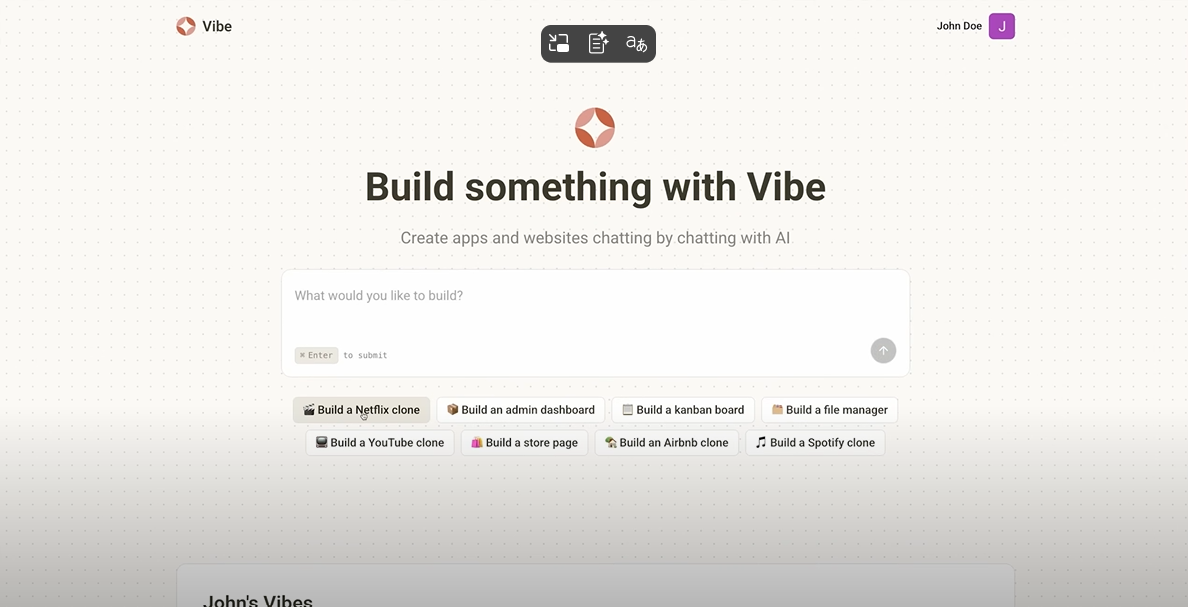 Vibe
John Doe
J
aあ
Build something with Vibe
Create apps and websites chatting by chatting with AI
What would you like to build?
⌘ Enter to submit
🎬 Build a Netflix clone 📦 Build an admin dashboard 📋 Build a kanban board 🗂️ Build a file manager
📺 Build a YouTube clone 🛍️ Build a store page 🏡 Build an Airbnb clone 🎵 Build a Spotify clone
John's Vibes